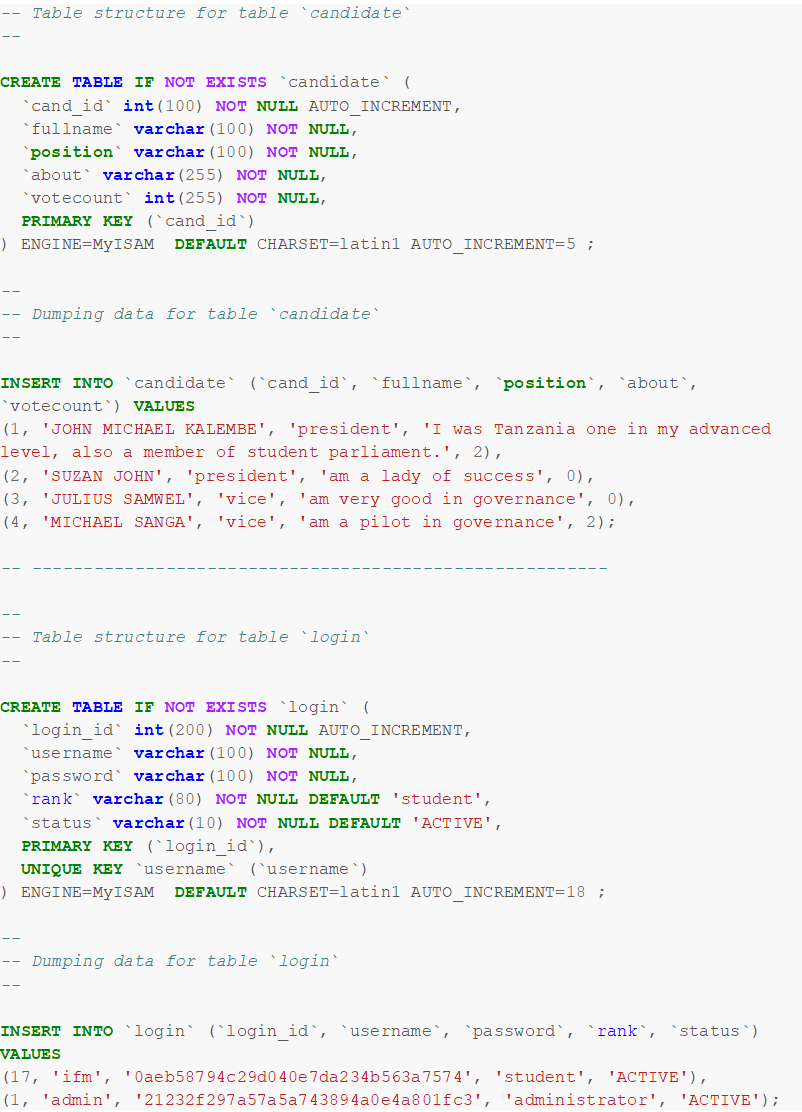 -- Table structure for table `candidate`
--
CREATE TABLE IF NOT EXISTS `candidate` (
  `cand_id` int(100) NOT NULL AUTO_INCREMENT,
  `fullname` varchar(100) NOT NULL,
  `position` varchar(100) NOT NULL,
  `about` varchar(255) NOT NULL,
  `votecount` int(255) NOT NULL,
  PRIMARY KEY (`cand_id`)
) ENGINE=MyISAM  DEFAULT CHARSET=latin1 AUTO_INCREMENT=5 ;
--
-- Dumping data for table `candidate`
--
INSERT INTO `candidate` (`cand_id`, `fullname`, `position`, `about`,
`votecount`) VALUES
(1, 'JOHN MICHAEL KALEMBE', 'president', 'I was Tanzania one in my advanced
level, also a member of student parliament.', 2),
(2, 'SUZAN JOHN', 'president', 'am a lady of success', 0),
(3, 'JULIUS SAMWEL', 'vice', 'am very good in governance', 0),
(4, 'MICHAEL SANGA', 'vice', 'am a pilot in governance', 2);
-- --------------------------------------------------------
--
-- Table structure for table `login`
--
CREATE TABLE IF NOT EXISTS `login` (
  `login_id` int(200) NOT NULL AUTO_INCREMENT,
  `username` varchar(100) NOT NULL,
  `password` varchar(100) NOT NULL,
  `rank` varchar(80) NOT NULL DEFAULT 'student',
  `status` varchar(10) NOT NULL DEFAULT 'ACTIVE',
  PRIMARY KEY (`login_id`),
  UNIQUE KEY `username` (`username`)
) ENGINE=MyISAM  DEFAULT CHARSET=latin1 AUTO_INCREMENT=18 ;
--
-- Dumping data for table `login`
--
INSERT INTO `login` (`login_id`, `username`, `password`, `rank`, `status`)
VALUES
(17, 'ifm', '0aeb58794c29d040e7da234b563a7574', 'student', 'ACTIVE'),
(1, 'admin', '21232f297a57a5a743894a0e4a801fc3', 'administrator', 'ACTIVE');